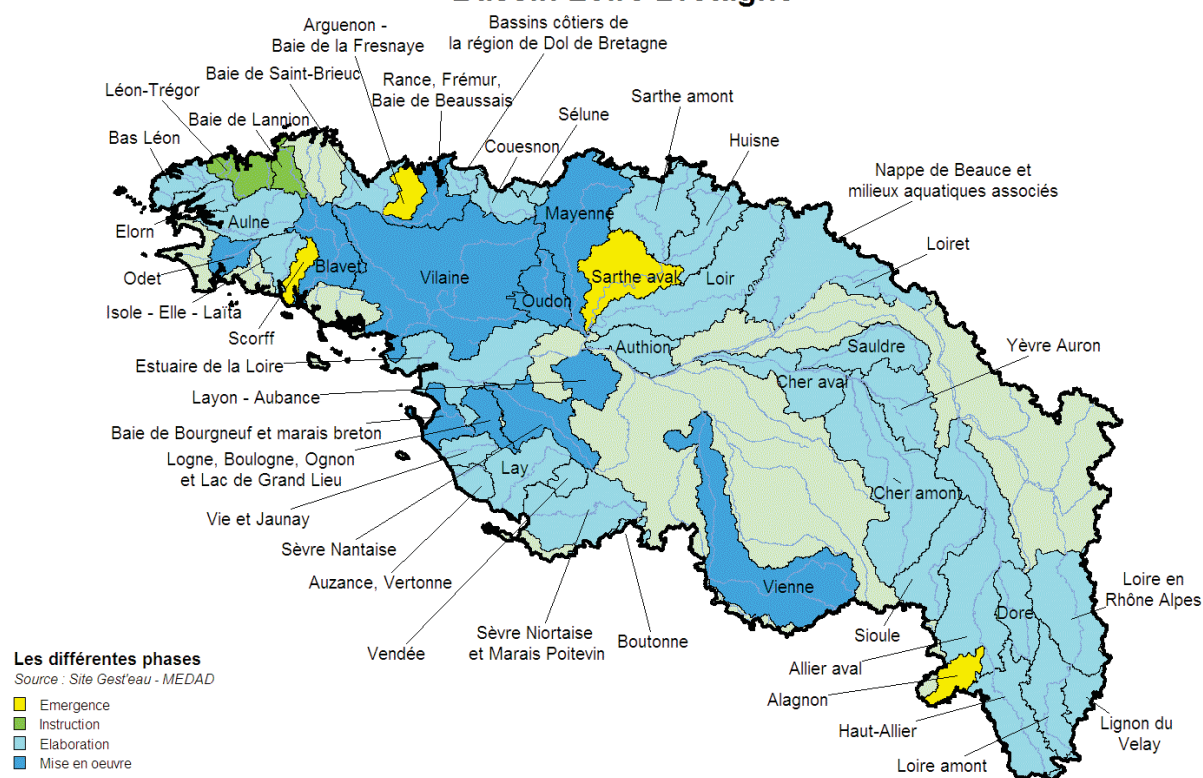 Bassin Loire-Bretagne
Arguenon -
Baie de la Fresnaye
Bassins côtiers de
la région de Dol de Bretagne
Baie de Saint-Brieuc
Rance, Frémur,
Baie de Beaussais
Léon-Trégor
Sélune
Sarthe amont
Baie de Lannion
Bas Léon
Couesnon
Huisne
Nappe de Beauce et
milieux aquatiques associés
Mayenne
Elorn
Aulne
Loiret
Odet
Blavet
Vilaine
Sarthe aval
Loir
Oudon
Isole - Elle - Laïta
Scorff
Authion
Sauldre
Yèvre Auron
Estuaire de la Loire
Cher aval
Layon - Aubance
Baie de Bourgneuf et marais breton
Logne, Boulogne, Ognon
et Lac de Grand Lieu
Lay
Cher amont
Vie et Jaunay
Sèvre Nantaise
Auzance, Vertonne
Vienne
Loire en
Rhône Alpes
Dore
Sèvre Niortaise
et Marais Poitevin
Boutonne
Sioule
Vendée
Allier aval
Alagnon
Haut-Allier
Lignon du
Velay
Loire amont
Les différentes phases
Source : Site Gest'eau - MEDAD
Emergence
Instruction
Elaboration
Mise en oeuvre